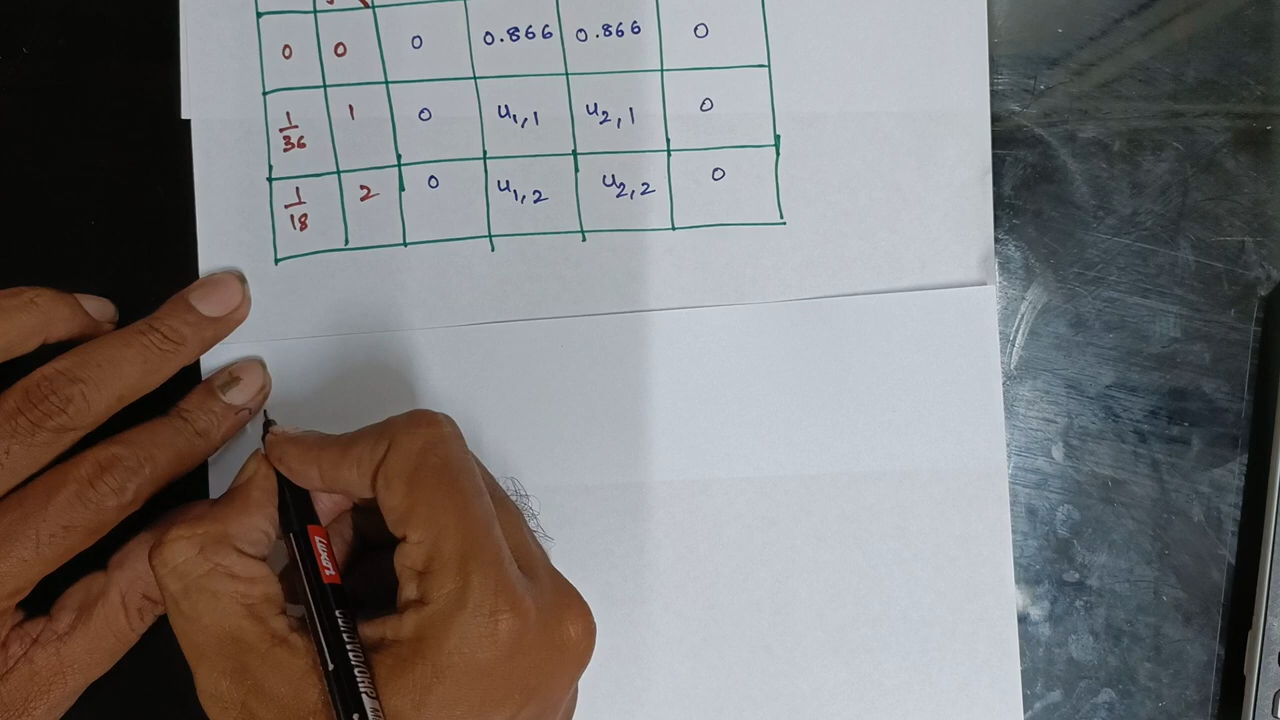 0 0 0 0.866 0.866 0
1/36 1 0 u1,1 u2,1 0
1/18 2 0 u1,2 u2,2 0
LUXOR